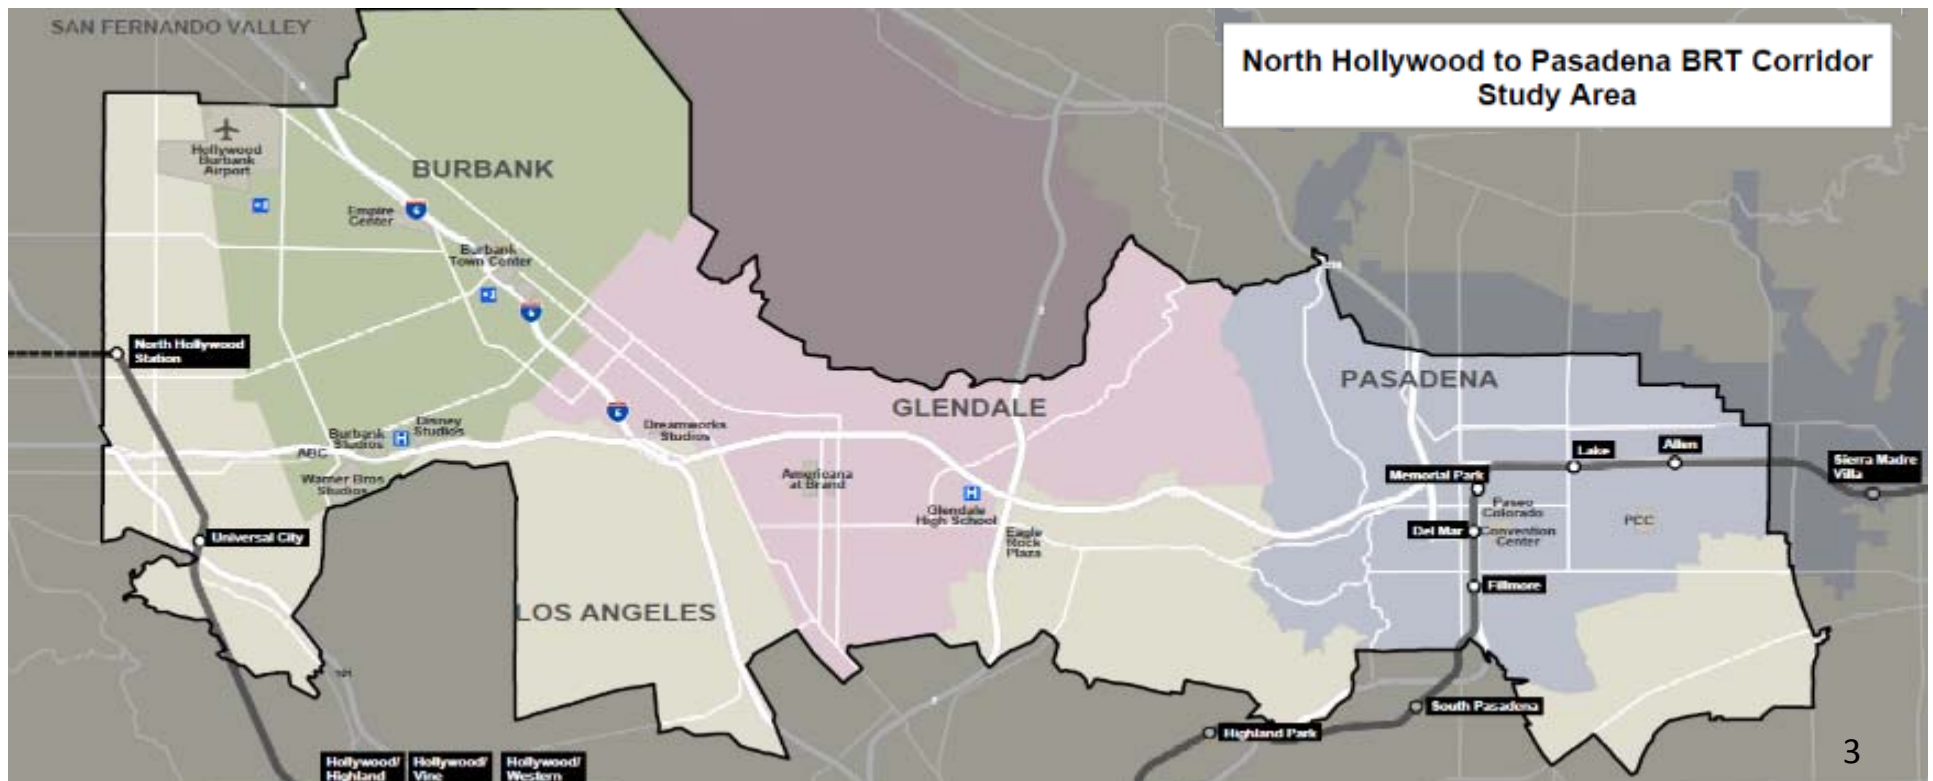 SAN FERNANDO VALLEY
North Hollywood to Pasadena BRT Corridor
Study Area
Hollywood
Burbank
Airport
BURBANK
Empire
Center
Burbank
Town Center
North Hollywood
Station
PASADENA
GLENDALE
Disney
Studios
Burbank
Studios
H
ABC
Warner Bros
Studios
Dreamworks
Studios
Americana
at Brand
H
Glendale
High School
Eagle
Rock
Plaza
Memorial Park
Lake
Allen
Sierra Madre
Villa
Paseo
Colorado
Del Mar
Convention
Center
PCC
Fillmore
Universal City
LOS ANGELES
101
South Pasadena
Highland Park
Hollywood/
Highland
Hollywood/
Vine
Hollywood/
Western
3